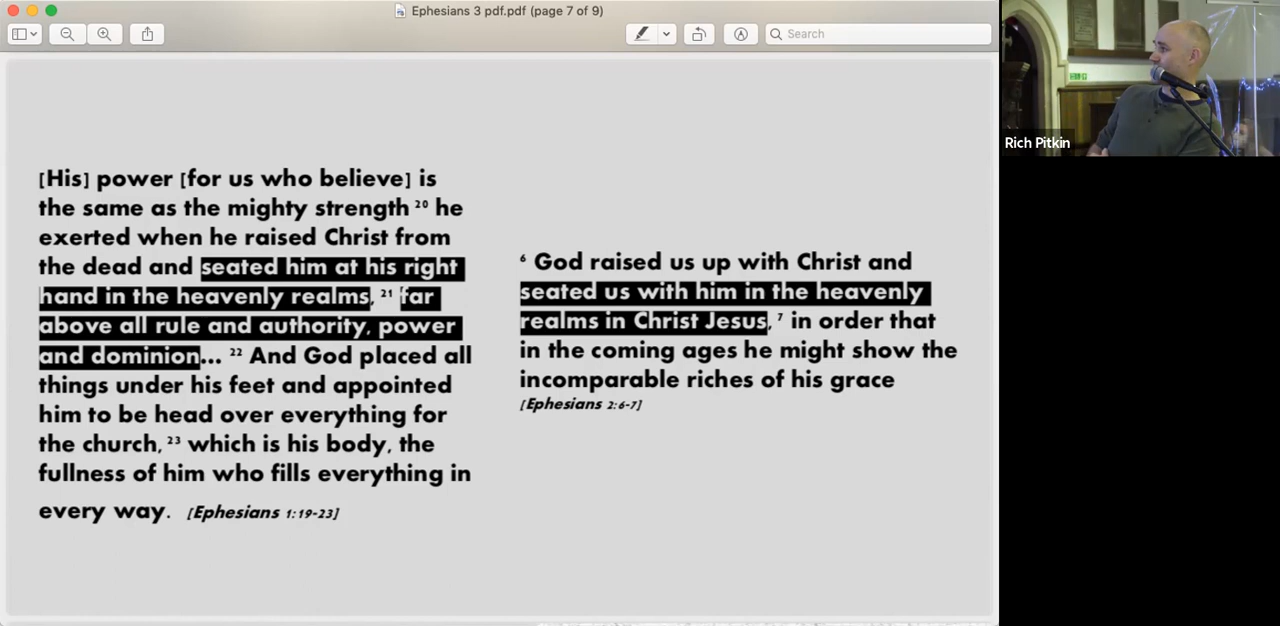 Ephesians 3 pdf.pdf (page 7 of 9)
Search
[His] power [for us who believe] is
the same as the mighty strength ²⁰ he
exerted when he raised Christ from
the dead and seated him at his right
hand in the heavenly realms, ²¹ far
above all rule and authority, power
and dominion... ²² And God placed all
things under his feet and appointed
him to be head over everything for
the church, ²³ which is his body, the
fullness of him who fills everything in
every way. [Ephesians 1:19-23]
⁶ God raised us up with Christ and
seated us with him in the heavenly
realms in Christ Jesus, ⁷ in order that
in the coming ages he might show the
incomparable riches of his grace
[Ephesians 2:6-7]
Rich Pitkin